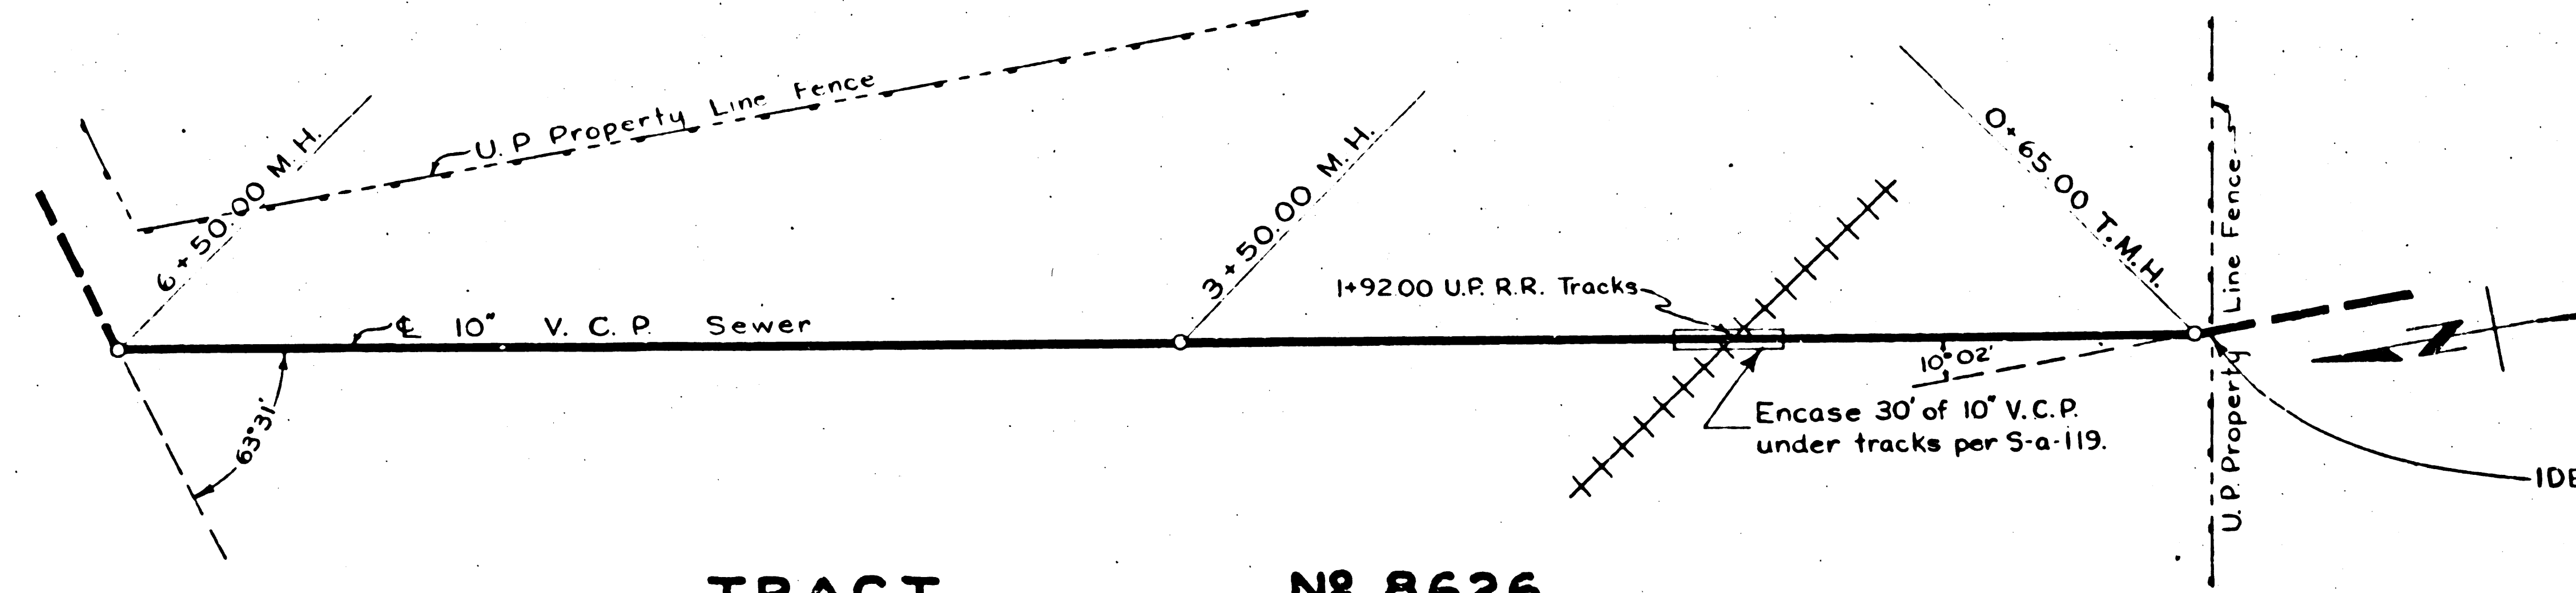 U. P. Property Line Fence
6+50.00 M.H.
3+50.00 M.H.
0+65.00 T.M.H.
U.P. Property Line Fence
1+92.00 U.P. R.R. Tracks
℄ 10" V. C. P. Sewer
10°02'
63°31'
Encase 30' of 10" V.C.P.
under tracks per S-a-119.
IDE
TRACT Nº 8626